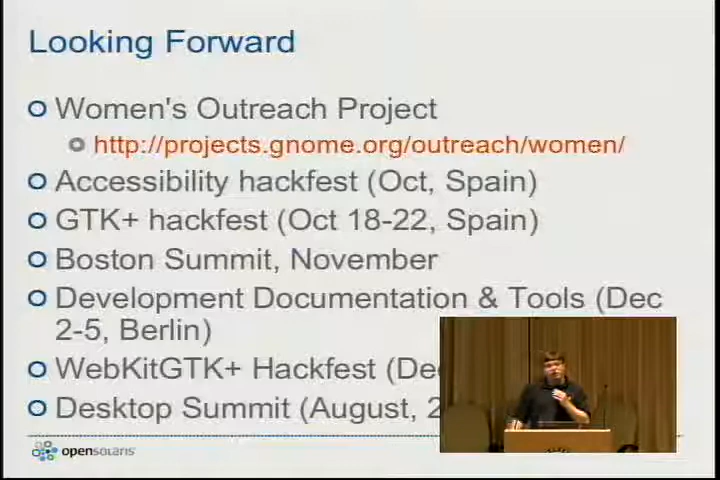 Looking Forward
Women's Outreach Project
http://projects.gnome.org/outreach/women/
Accessibility hackfest (Oct, Spain)
GTK+ hackfest (Oct 18-22, Spain)
Boston Summit, November
Development Documentation & Tools (Dec
2-5, Berlin)
WebKitGTK+ Hackfest (De
Desktop Summit (August, 2
opensolaris